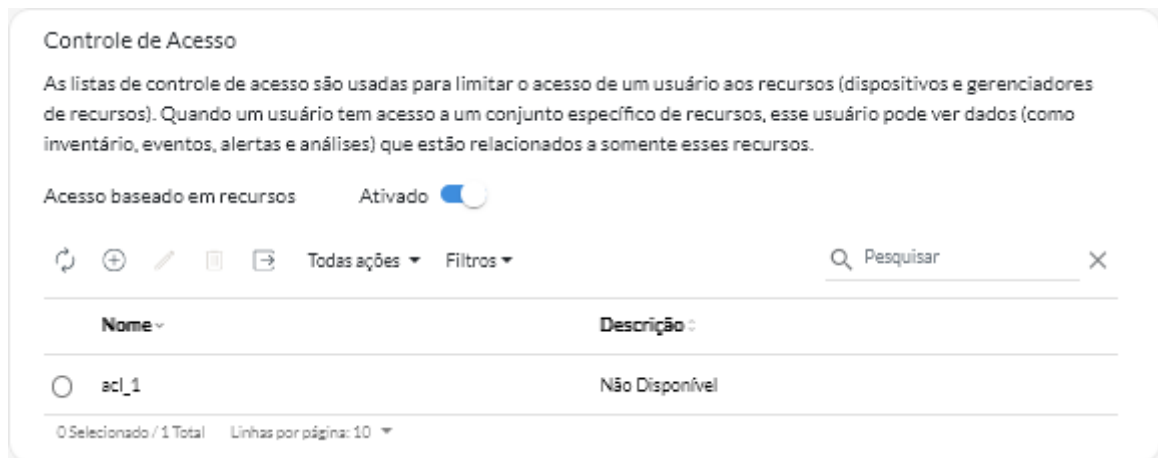 Controle de Acesso
As listas de controle de acesso são usadas para limitar o acesso de um usuário aos recursos (dispositivos e gerenciadores
de recursos). Quando um usuário tem acesso a um conjunto específico de recursos, esse usuário pode ver dados (como
inventário, eventos, alertas e análises) que estão relacionados a somente esses recursos.
Acesso baseado em recursos Ativado
Todas ações Filtros Pesquisar
Nome Descrição
acl_1 Não Disponível
0 Selecionado / 1 Total Linhas por página: 10